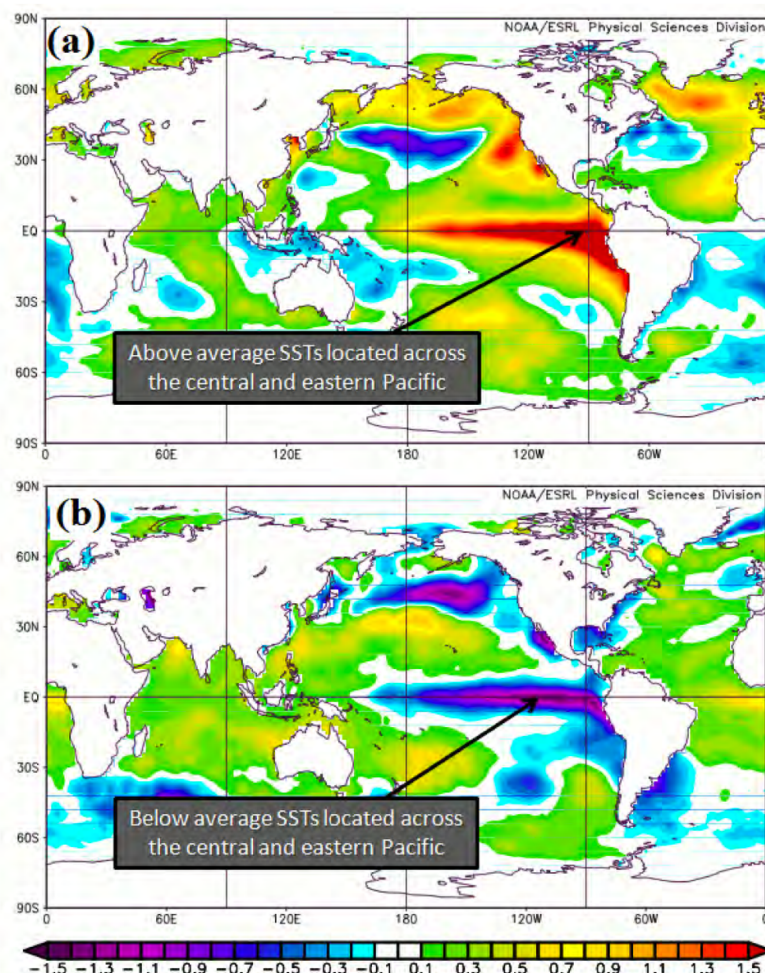 (a)
NOAA/ESRL Physical Sciences Division
90N
60N
30N
EQ
30S
60S
90S
Above average SSTs located across
the central and eastern Pacific
0 60E 120E 180 120W 60W
(b)
NOAA/ESRL Physical Sciences Division
90N
60N
30N
EQ
30S
60S
90S
Below average SSTs located across
the central and eastern Pacific
0 60E 120E 180 120W 60W 0
-1.5 -1.3 -1.1 -0.9 -0.7 -0.5 -0.3 -0.1 0.1 0.3 0.5 0.7 0.9 1.1 1.3 1.5